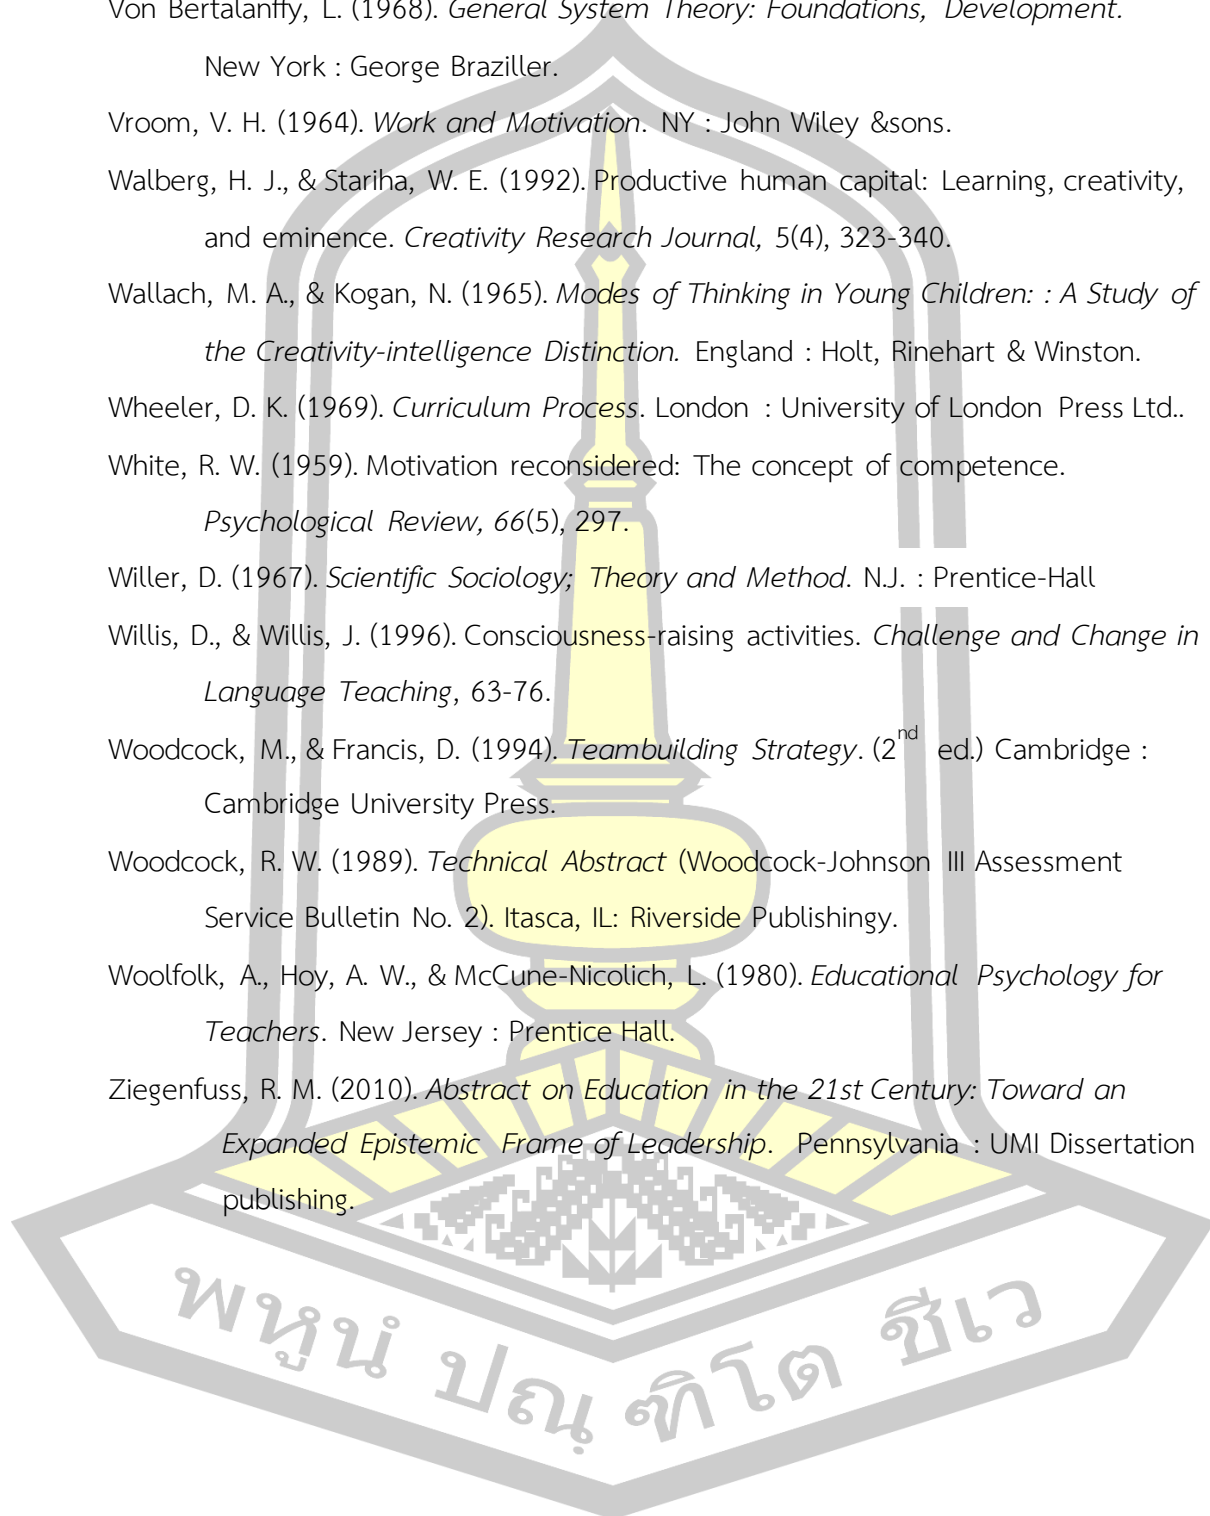 Von Bertalanffy, L. (1968). General System Theory: Foundations, Development.
New York : George Braziller.
Vroom, V. H. (1964). Work and Motivation. NY : John Wiley &sons.
Walberg, H. J., & Stariha, W. E. (1992). Productive human capital: Learning, creativity,
and eminence. Creativity Research Journal, 5(4), 323-340.
Wallach, M. A., & Kogan, N. (1965). Modes of Thinking in Young Children: : A Study of
the Creativity-intelligence Distinction. England : Holt, Rinehart & Winston.
Wheeler, D. K. (1969). Curriculum Process. London : University of London Press Ltd..
White, R. W. (1959). Motivation reconsidered: The concept of competence.
Psychological Review, 66(5), 297.
Willer, D. (1967). Scientific Sociology; Theory and Method. N.J. : Prentice-Hall
Willis, D., & Willis, J. (1996). Consciousness-raising activities. Challenge and Change in
Language Teaching, 63-76.
Woodcock, M., & Francis, D. (1994). Teambuilding Strategy. (2nd ed.) Cambridge :
Cambridge University Press.
Woodcock, R. W. (1989). Technical Abstract (Woodcock-Johnson III Assessment
Service Bulletin No. 2). Itasca, IL: Riverside Publishingy.
Woolfolk, A., Hoy, A. W., & McCune-Nicolich, L. (1980). Educational Psychology for
Teachers. New Jersey : Prentice Hall.
Ziegenfuss, R. M. (2010). Abstract on Education in the 21st Century: Toward an
Expanded Epistemic Frame of Leadership. Pennsylvania : UMI Dissertation
publishing.
พหูนํ ปณฺ ฑิโต ชีเว